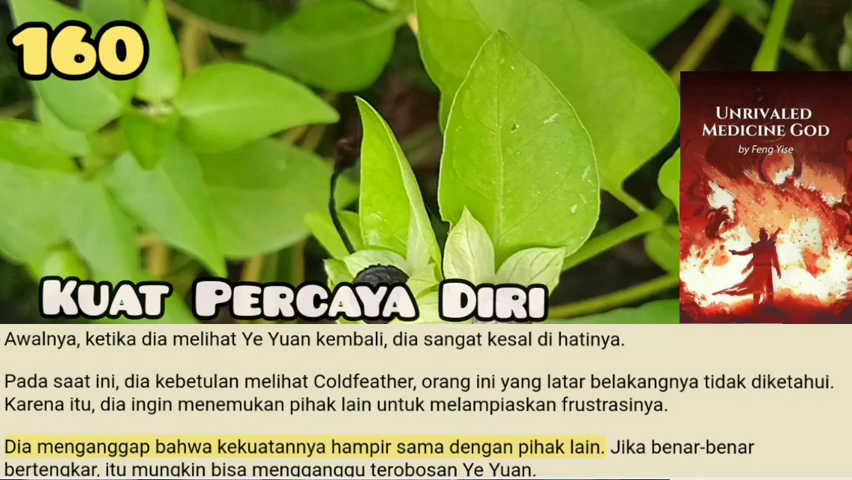 160
UNRIVALED
MEDICINE GOD
by Feng Yise
KUAT PERCAYA DIRI
Awalnya, ketika dia melihat Ye Yuan kembali, dia sangat kesal di hatinya.
Pada saat ini, dia kebetulan melihat Coldfeather, orang ini yang latar belakangnya tidak diketahui.
Karena itu, dia ingin menemukan pihak lain untuk melampiaskan frustrasinya.
Dia menganggap bahwa kekuatannya hampir sama dengan pihak lain. Jika benar-benar
bertengkar, itu mungkin bisa mengganggu terobosan Ye Yuan.